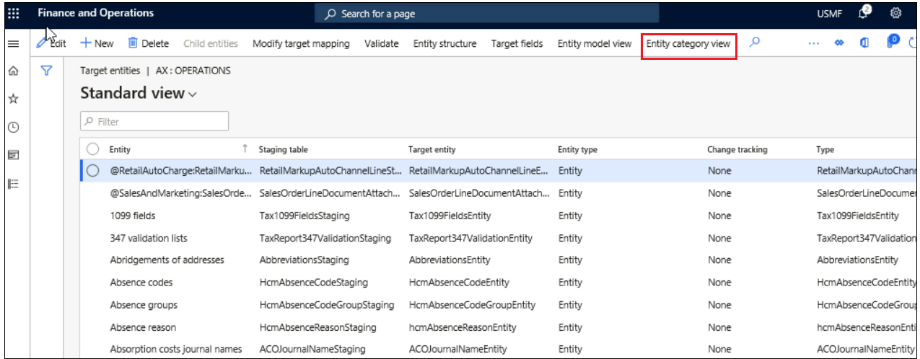 Finance and Operations Search for a page USMF
Edit New Delete Child entities Modify target mapping Validate Entity structure Target fields Entity model view Entity category view ... 0
Target entities | AX : OPERATIONS
Standard view
Filter
Entity Staging table Target entity Entity type Change tracking Type
@RetailAutoCharge:RetailMarku... RetailMarkupAutoChannelLineSt... RetailMarkupAutoChannelLineE... Entity None RetailMarkupAutoChann
@SalesAndMarketing:SalesOrde... SalesOrderLineDocumentAttach... SalesOrderLineDocumentAttach... Entity None SalesOrderLineDocumer
1099 fields Tax1099FieldsStaging Tax1099FieldsEntity Entity None Tax1099FieldsEntity
347 validation lists TaxReport347ValidationStaging TaxReport347ValidationEntity Entity None TaxReport347Validation
Abridgements of addresses AbbreviationsStaging AbbreviationsEntity Entity None AbbreviationsEntity
Absence codes HcmAbsenceCodeStaging HcmAbsenceCodeEntity Entity None HcmAbsenceCodeEntity
Absence groups HcmAbsenceCodeGroupStaging HcmAbsenceCodeGroupEntity Entity None HcmAbsenceCodeGrou
Absence reason HcmAbsenceReasonStaging hcmAbsenceReasonEntity Entity None hcmAbsenceReasonEnti
Absorption costs journal names ACOJournalNameStaging ACOJournalNameEntity Entity None ACOJournalNameEntity